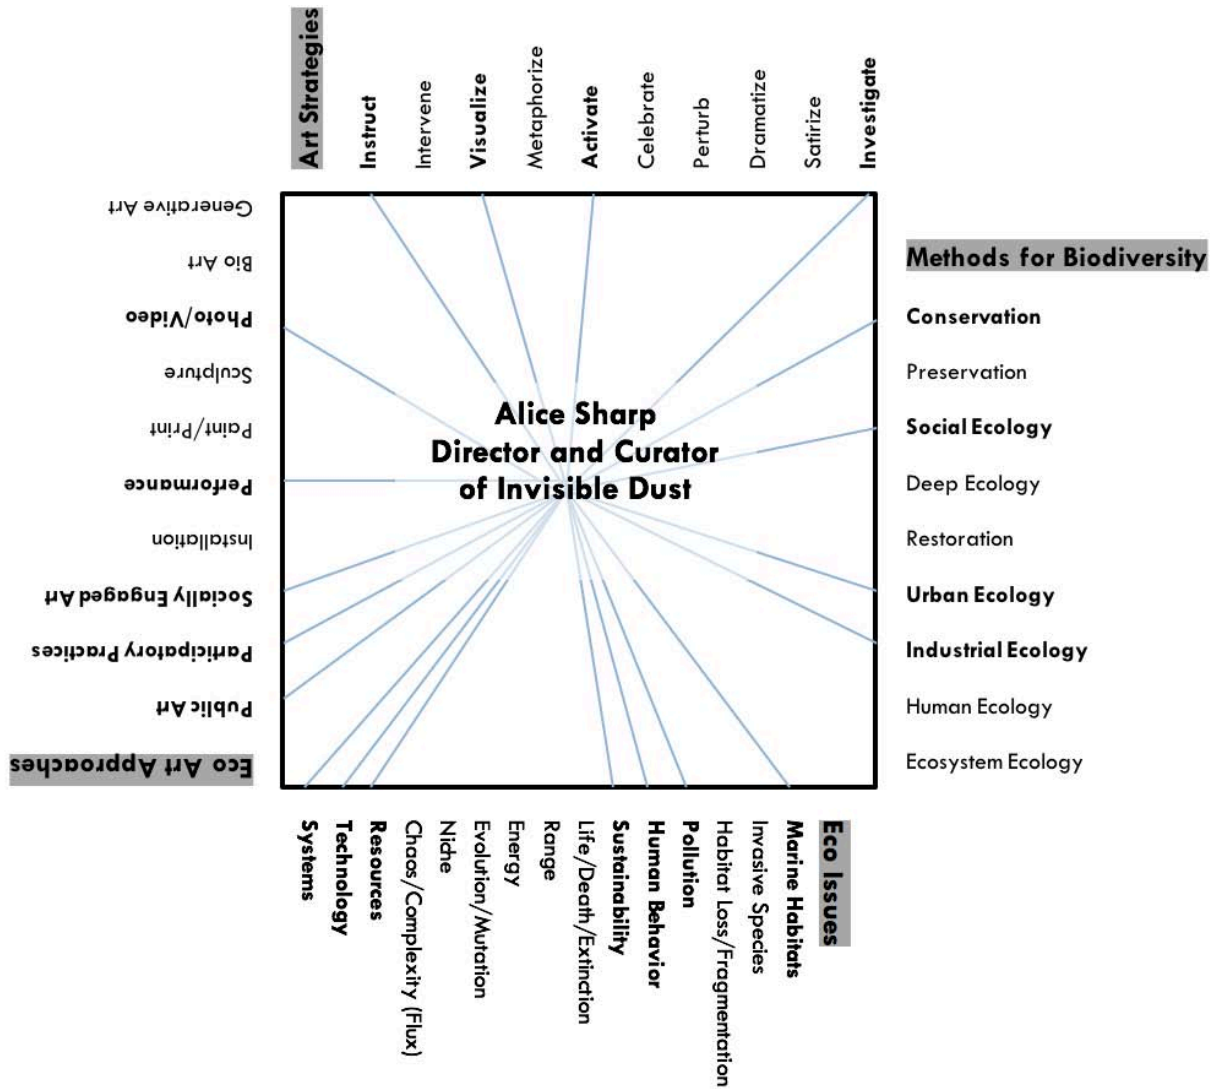 Art Strategies
Instruct
Intervene
Visualize
Metaphorize
Activate
Celebrate
Perturb
Dramatize
Satirize
Investigate
Methods for Biodiversity
Conservation
Preservation
Social Ecology
Deep Ecology
Restoration
Urban Ecology
Industrial Ecology
Human Ecology
Ecosystem Ecology
Eco Issues
Marine Habitats
Invasive Species
Habitat Loss/Fragmentation
Pollution
Human Behavior
Sustainability
Life/Death/Extinction
Range
Energy
Evolution/Mutation
Niche
Chaos/Complexity (Flux)
Resources
Technology
Systems
Eco Art Approaches
Public Art
Participatory Practices
Socially Engaged Art
Installation
Performance
Paint/Print
Sculpture
Photo/Video
Bio Art
Generative Art
Alice Sharp
Director and Curator
of Invisible Dust